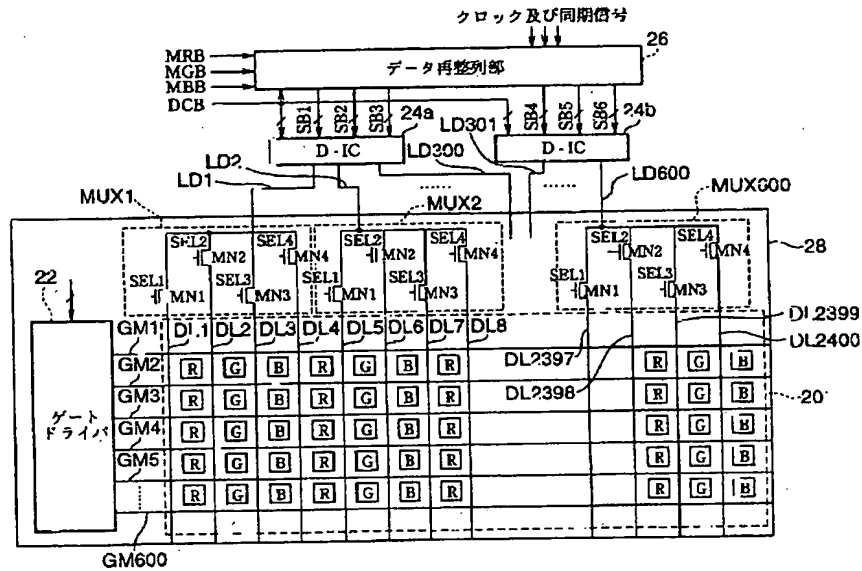 クロック及び同期信号
26
MRB
MGB
MBB
DCB
データ再整列部
SB1
SB2
SB3
SB4
SB5
SB6
24a
24b
D-IC
D-IC
LD1
LD2
LD300
LD301
LD600
MUX1
MUX2
MUX600
28
SEL1
MN1
SEL2
MN2
SEL3
MN3
SEL4
MN4
SEL1
MN1
SEL2
MN2
SEL3
MN3
SEL4
MN4
SEL1
MN1
SEL2
MN2
SEL3
MN3
SEL4
MN4
22
ゲート
ドライバ
GM1
GM2
GM3
GM4
GM5
GM600
DL1
DL2
DL3
DL4
DL5
DL6
DL7
DL8
DL2397
DL2398
DL2399
DL2400
20
R G B R G B R R G B
R G B R G B R R G B
R G B R G B R R G B
R G B R G B R R G B
R G B R G B R R G B